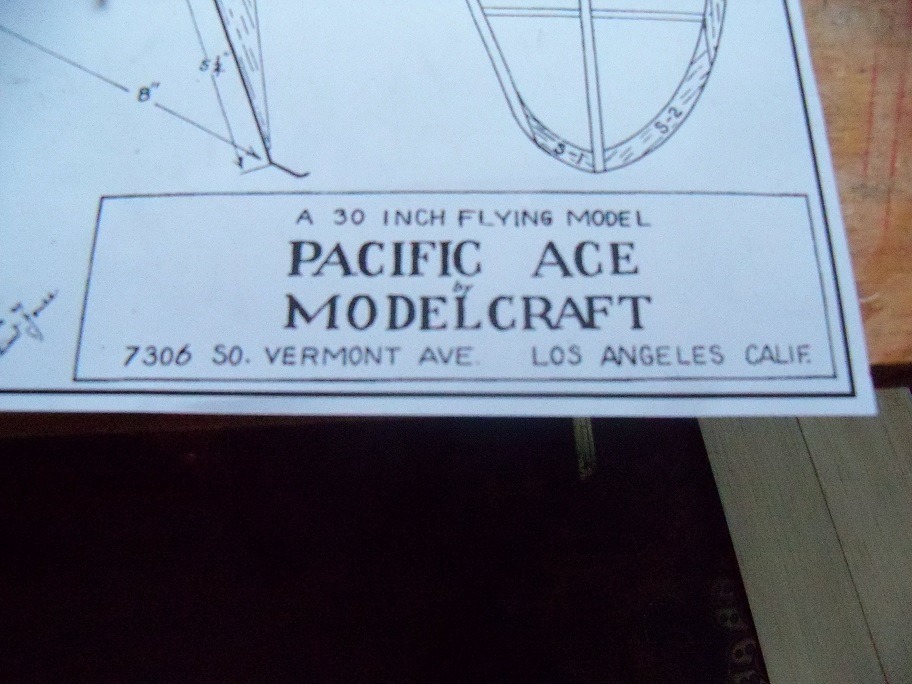 5½"
8"
S-1
S-2
A 30 INCH FLYING MODEL
PACIFIC ACE
by
MODELCRAFT
7306 SO. VERMONT AVE. LOS ANGELES CALIF.